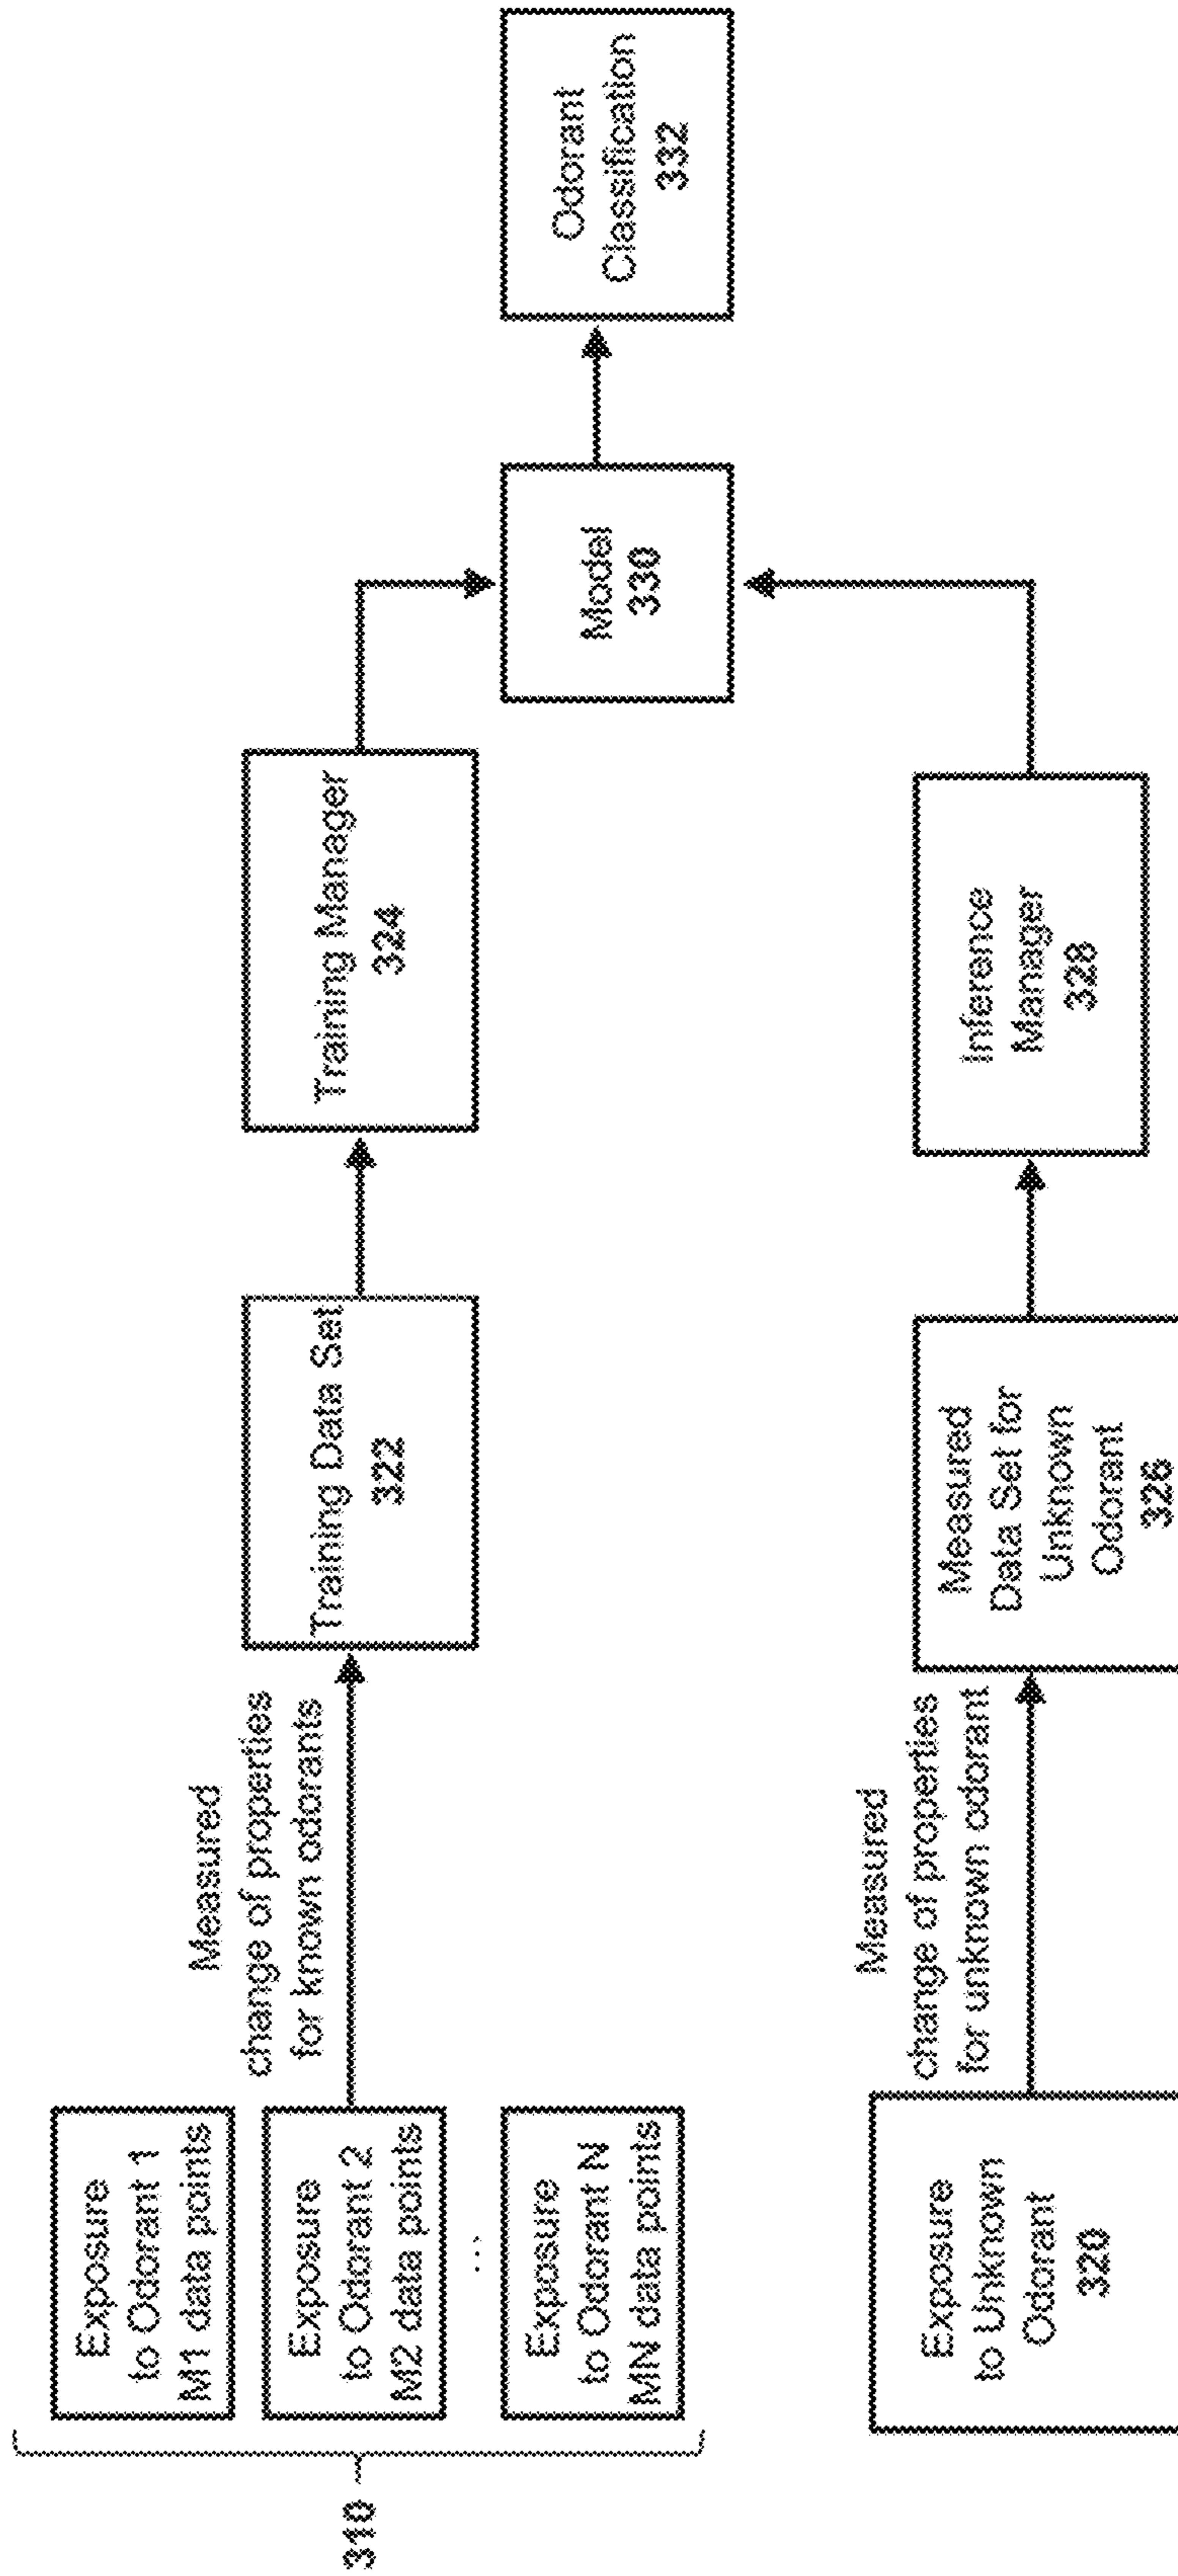 310
Exposure
to Odorant 1
M1 data points
Exposure
to Odorant 2
M2 data points
...
Exposure
to Odorant N
MN data points
Measured
change of properties
for known odorants
Training Data Set
322
Training Manager
324
Model
330
Odorant
Classification
332
Exposure
to Unknown
Odorant
320
Measured
change of properties
for unknown odorant
Measured
Data Set for
Unknown
Odorant
326
Inference
Manager
328